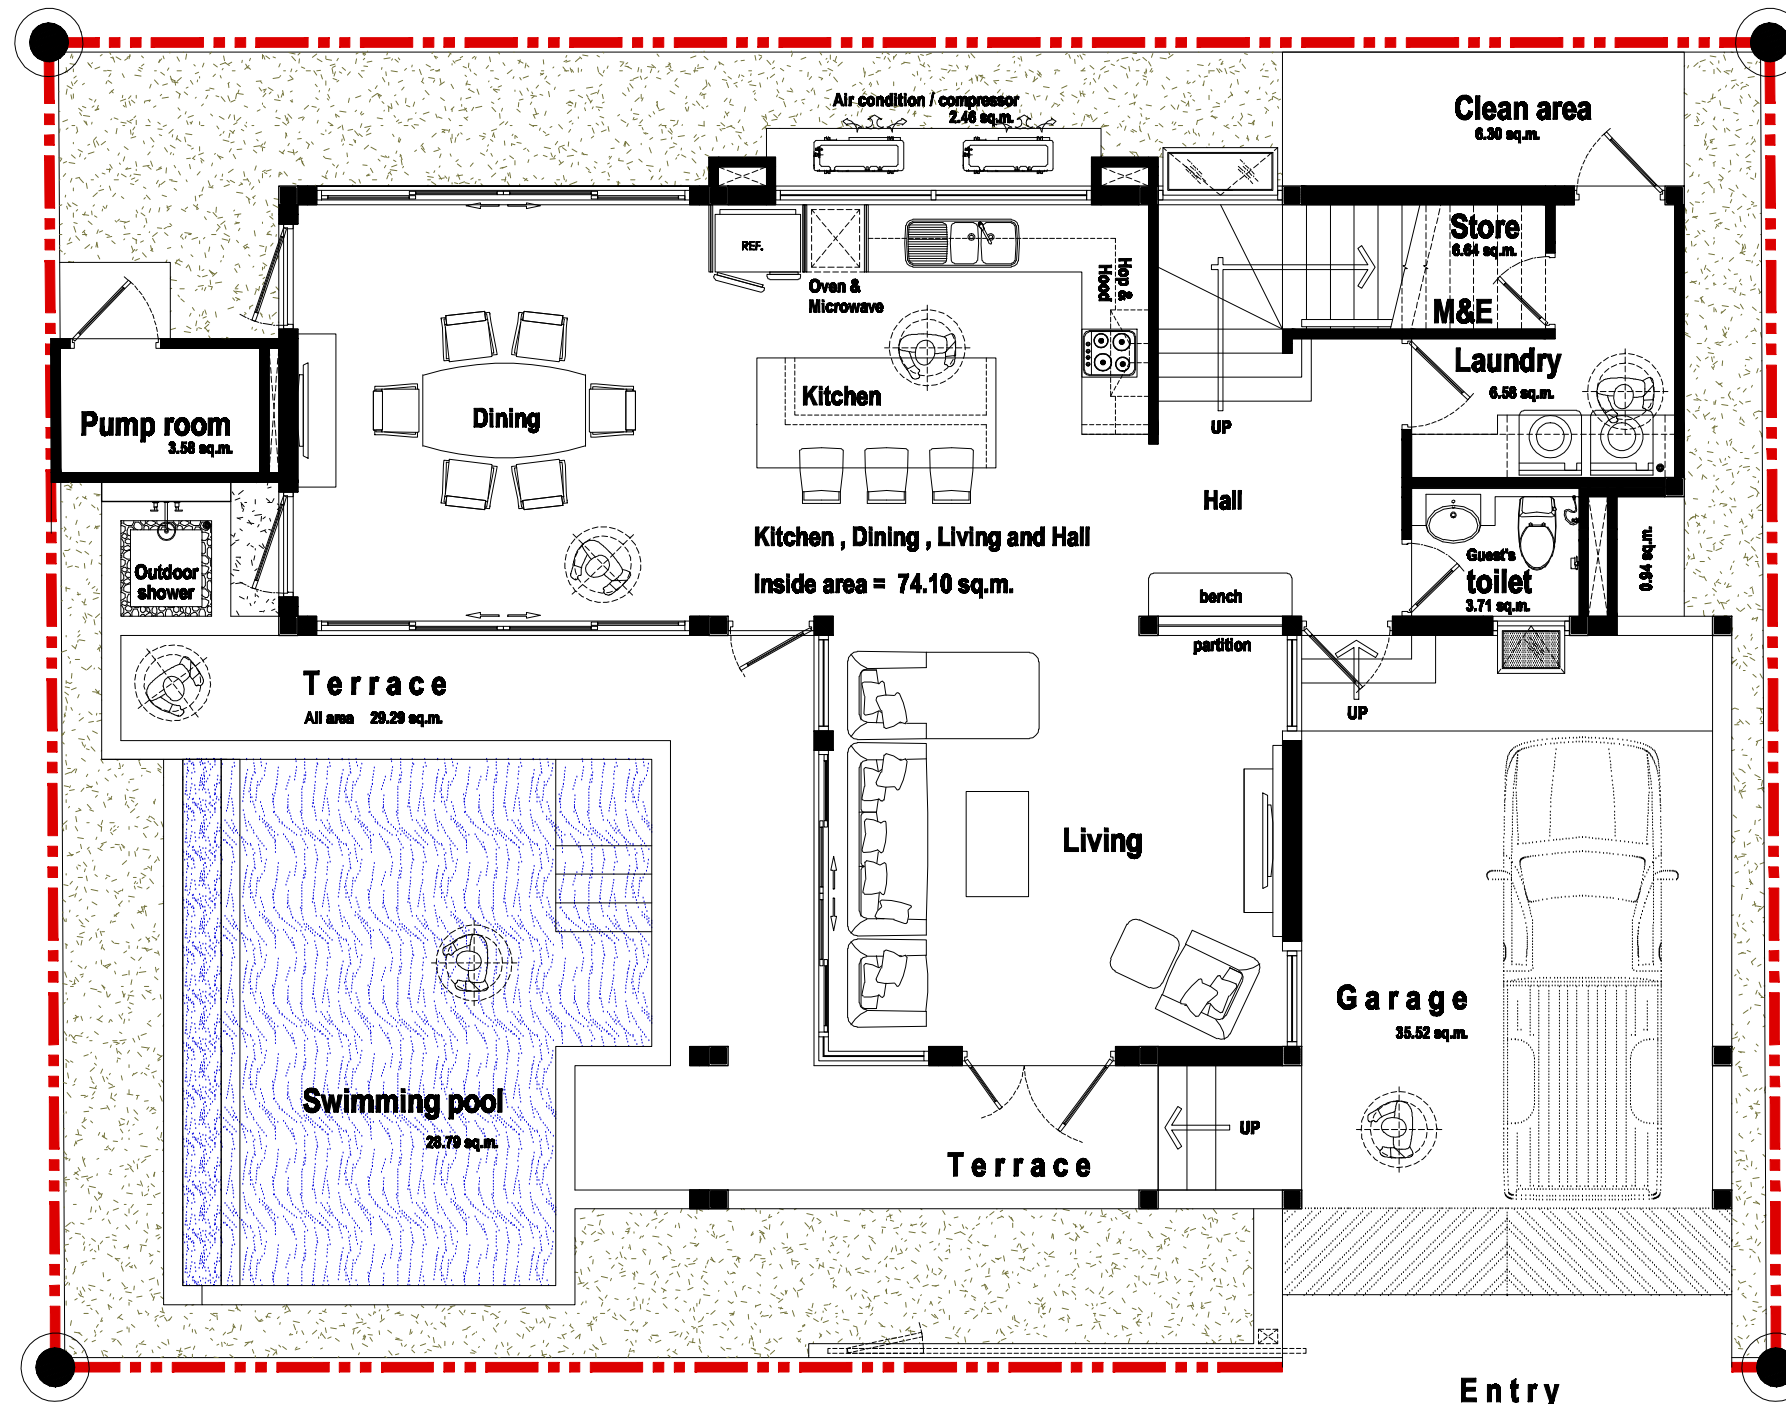 Air condition / compressor
2.46 sq.m.
Clean area
6.30 sq.m.
REF.
Oven &
Microwave
Hop &
Hood
Store
6.64 sq.m.
M&E
Laundry
6.58 sq.m.
Pump room
3.58 sq.m.
Dining
Kitchen
UP
Hall
Kitchen , Dining , Living and Hall
Inside area = 74.10 sq.m.
Outdoor
shower
Guest's
toilet
3.71 sq.m.
0.94 sq.m.
bench
partition
Terrace
All area 29.29 sq.m.
UP
Living
Garage
35.52 sq.m.
Swimming pool
28.79 sq.m.
UP
Terrace
Entry